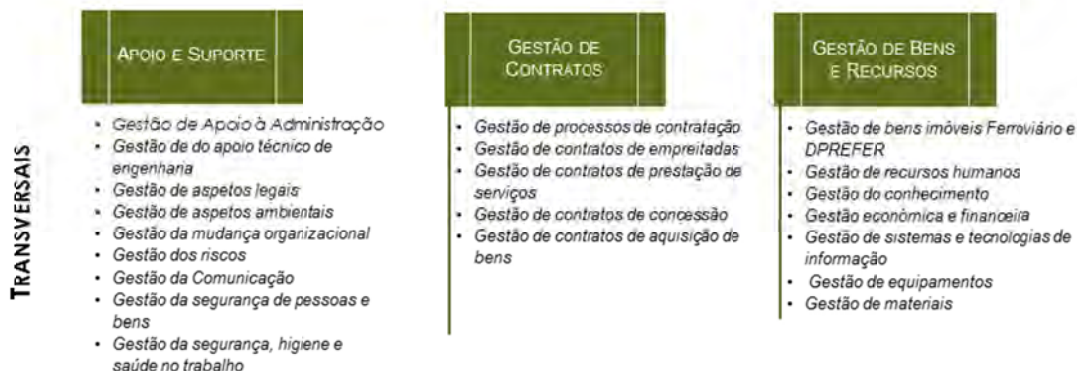 TRANSVERSAIS
APOIO E SUPORTE
• Gestão de Apoio à Administração
• Gestão de do apoio técnico de
engenharia
• Gestão de aspetos legais
• Gestão de aspetos ambientais
• Gestão da mudança organizacional
• Gestão dos riscos
• Gestão da Comunicação
• Gestão da segurança de pessoas e
bens
• Gestão da segurança, higiene e
saúde no trabalho
GESTÃO DE
CONTRATOS
• Gestão de processos de contratação
• Gestão de contratos de empreitadas
• Gestão de contratos de prestação de
serviços
• Gestão de contratos de concessão
• Gestão de contratos de aquisição de
bens
GESTÃO DE BENS
E RECURSOS
• Gestão de bens imóveis Ferroviário e
DPREFER
• Gestão de recursos humanos
• Gestão do conhecimento
• Gestão económica e financeira
• Gestão de sistemas e tecnologias de
informação
• Gestão de equipamentos
• Gestão de materiais